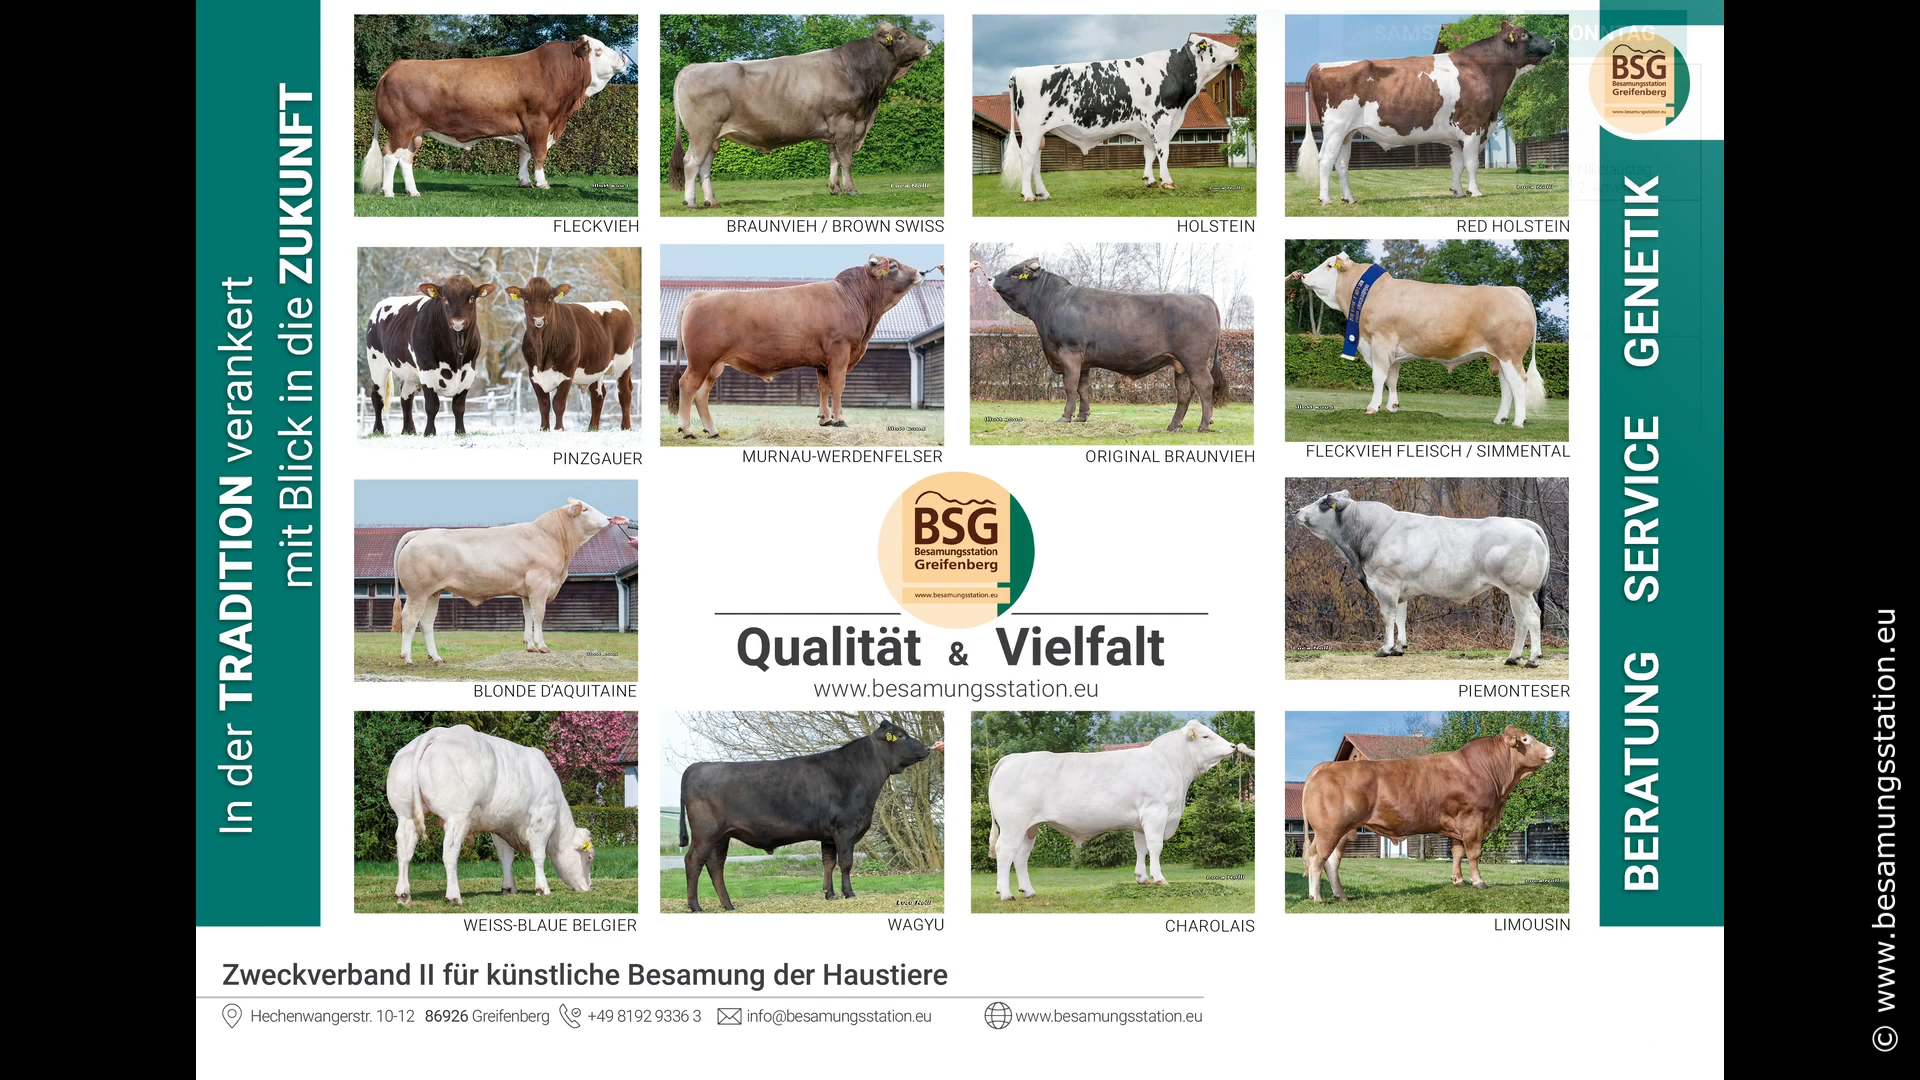 In der TRADITION verankert
mit Blick in die ZUKUNFT
FLECKVIEH
BRAUNVIEH / BROWN SWISS
HOLSTEIN
RED HOLSTEIN
BSG
Besamungsstation
Greifenberg
www.besamungsstation.eu
PINZGAUER
MURNAU-WERDENFELSER
ORIGINAL BRAUNVIEH
FLECKVIEH FLEISCH / SIMMENTAL
BLONDE D'AQUITAINE
BSG
Besamungsstation
Greifenberg
www.besamungsstation.eu
Qualität & Vielfalt
www.besamungsstation.eu
PIEMONTESER
WEISS-BLAUE BELGIER
WAGYU
CHAROLAIS
LIMOUSIN
BERATUNG SERVICE GENETIK
Zweckverband II für künstliche Besamung der Haustiere
Hechenwangerstr. 10-12 86926 Greifenberg +49 8192 9336 3 info@besamungsstation.eu www.besamungsstation.eu
© www.besamungsstation.eu